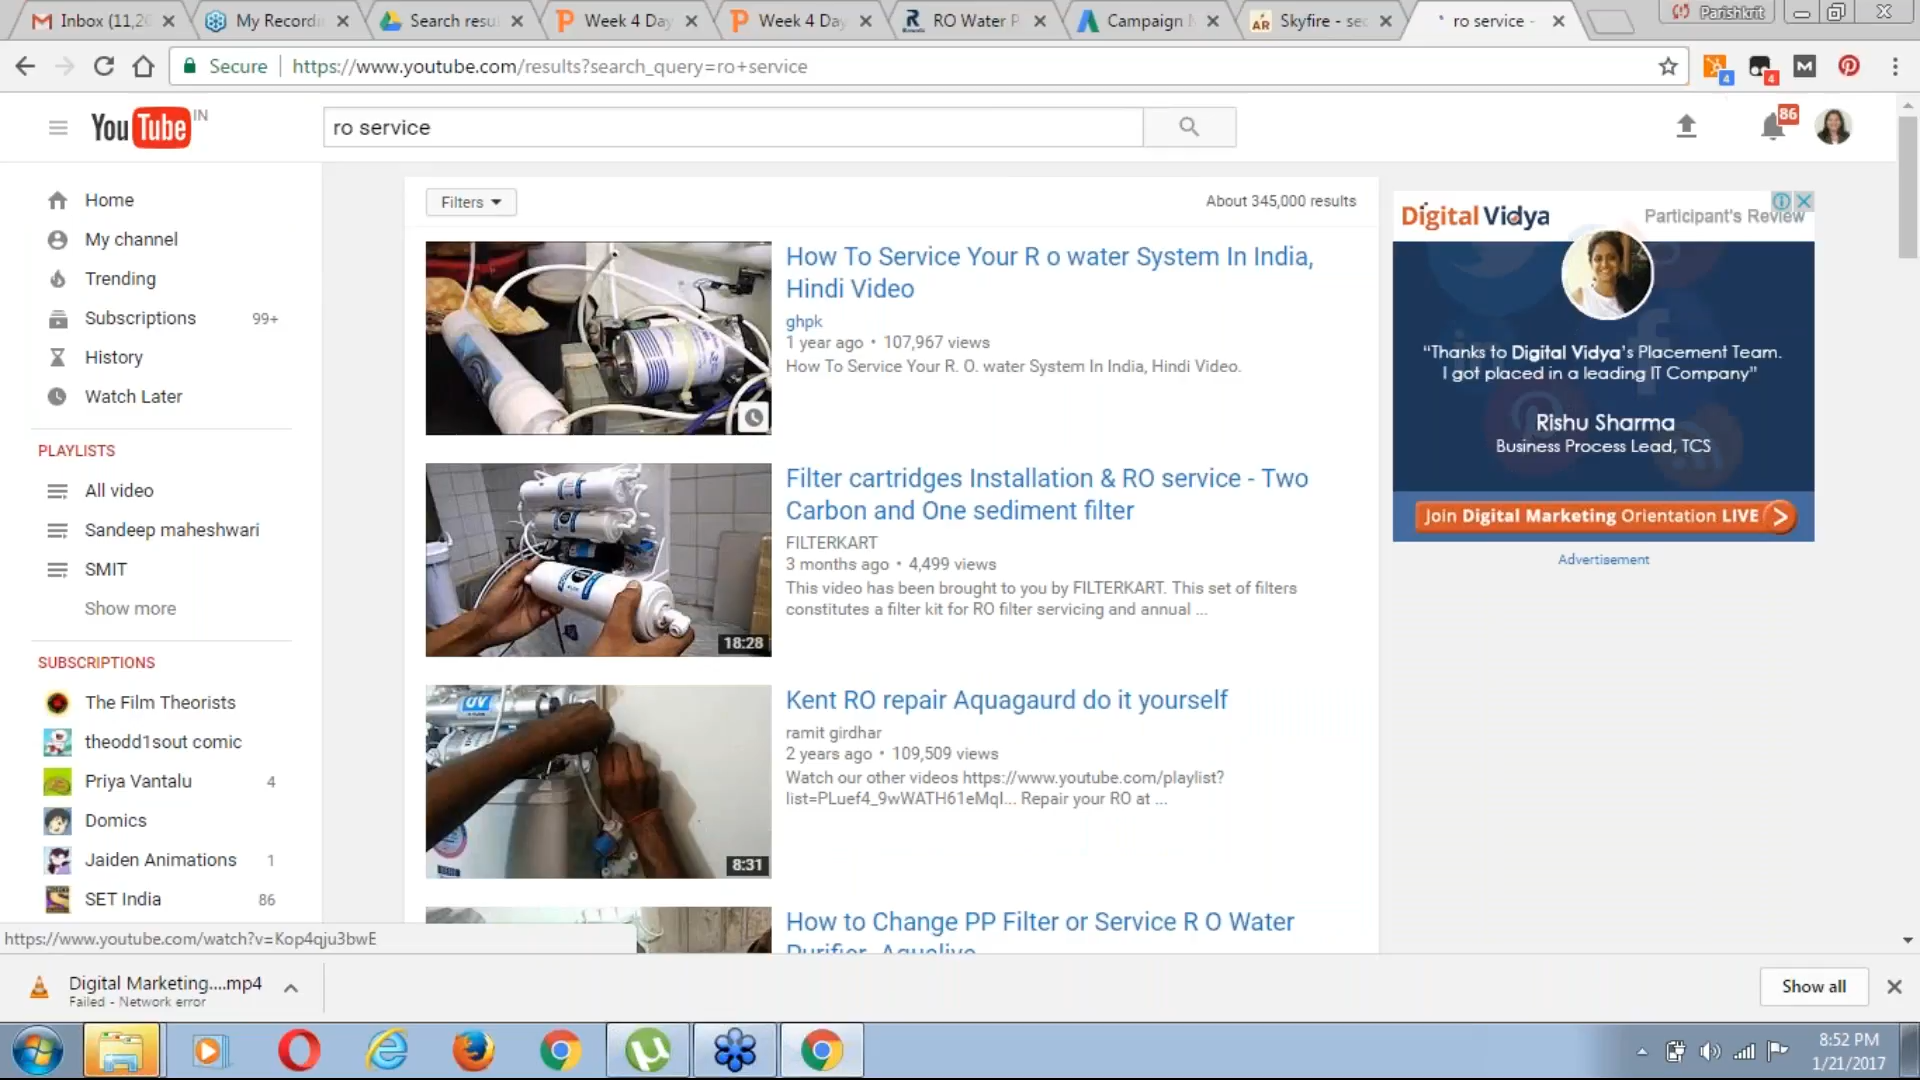 Inbox (11,2
My Recordi
Search resu
Week 4 Day
Week 4 Day
RO Water P
Campaign
Skyfire - sec
ro service -
Parishkrit
Secure
https://www.youtube.com/results?search_query=ro+service
4
4
You Tube IN
ro service
86
Home
My channel
Trending
Subscriptions 99+
History
Watch Later
PLAYLISTS
All video
Sandeep maheshwari
SMIT
Show more
SUBSCRIPTIONS
The Film Theorists
theodd1sout comic
Priya Vantalu 4
Domics
Jaiden Animations 1
SET India 86
Filters
About 345,000 results
How To Service Your R o water System In India,
Hindi Video
ghpk
1 year ago • 107,967 views
How To Service Your R. O. water System In India, Hindi Video.
Filter cartridges Installation & RO service - Two
Carbon and One sediment filter
FILTERKART
3 months ago • 4,499 views
This video has been brought to you by FILTERKART. This set of filters
constitutes a filter kit for RO filter servicing and annual ...
18:28
Kent RO repair Aquagaurd do it yourself
ramit girdhar
2 years ago • 109,509 views
Watch our other videos https://www.youtube.com/playlist?
list=PLuef4_9wWATH61eMqI... Repair your RO at ...
UV
8:31
How to Change PP Filter or Service R O Water
Purifier- Aqualive
Digital Vidya
Participant's Review
"Thanks to Digital Vidya's Placement Team.
I got placed in a leading IT Company"
Rishu Sharma
Business Process Lead, TCS
Join Digital Marketing Orientation LIVE
Advertisement
https://www.youtube.com/watch?v=Kop4qju3bwE
Digital Marketing....mp4
Failed - Network error
Show all
8:52 PM
1/21/2017